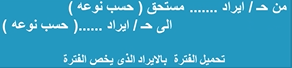 من حـ / ايراد ....... مستحق ( حسب نوعه )
الى حـ / ايراد ......( حسب نوعه )
تحميل الفترة بالايراد الذى يخص الفترة